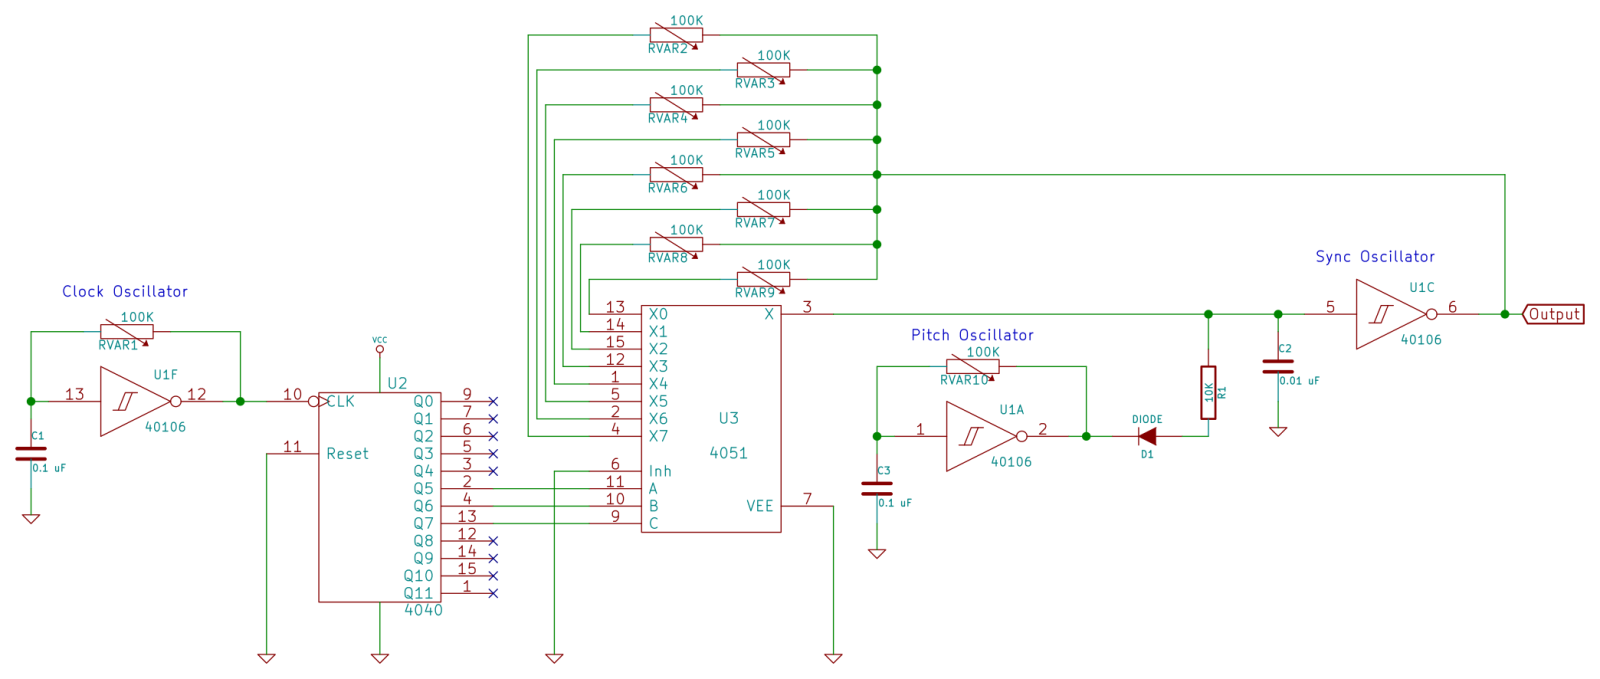 100K
RVAR2
100K
RVAR3
100K
RVAR4
100K
RVAR5
100K
RVAR6
100K
RVAR7
100K
RVAR8
100K
RVAR9
Clock Oscillator
100K
RVAR1
U1F
13
12
40106
C1
0.1 uF
VCC
U2
10
CLK
11
Reset
Q0 9
Q1 7
Q2 6
Q3 5
Q4 3
Q5 2
Q6 4
Q7 13
Q8 12
Q9 14
Q10 15
Q11 1
4040
13 X0
14 X1
15 X2
12 X3
1 X4
5 X5
2 X6
4 X7
6 Inh
11 A
10 B
9 C
X 3
U3
4051
VEE 7
Pitch Oscillator
100K
RVAR10
U1A
1
2
40106
C3
0.1 uF
DIODE
D1
10K
R1
C2
0.01 uF
Sync Oscillator
U1C
5
6
40106
Output